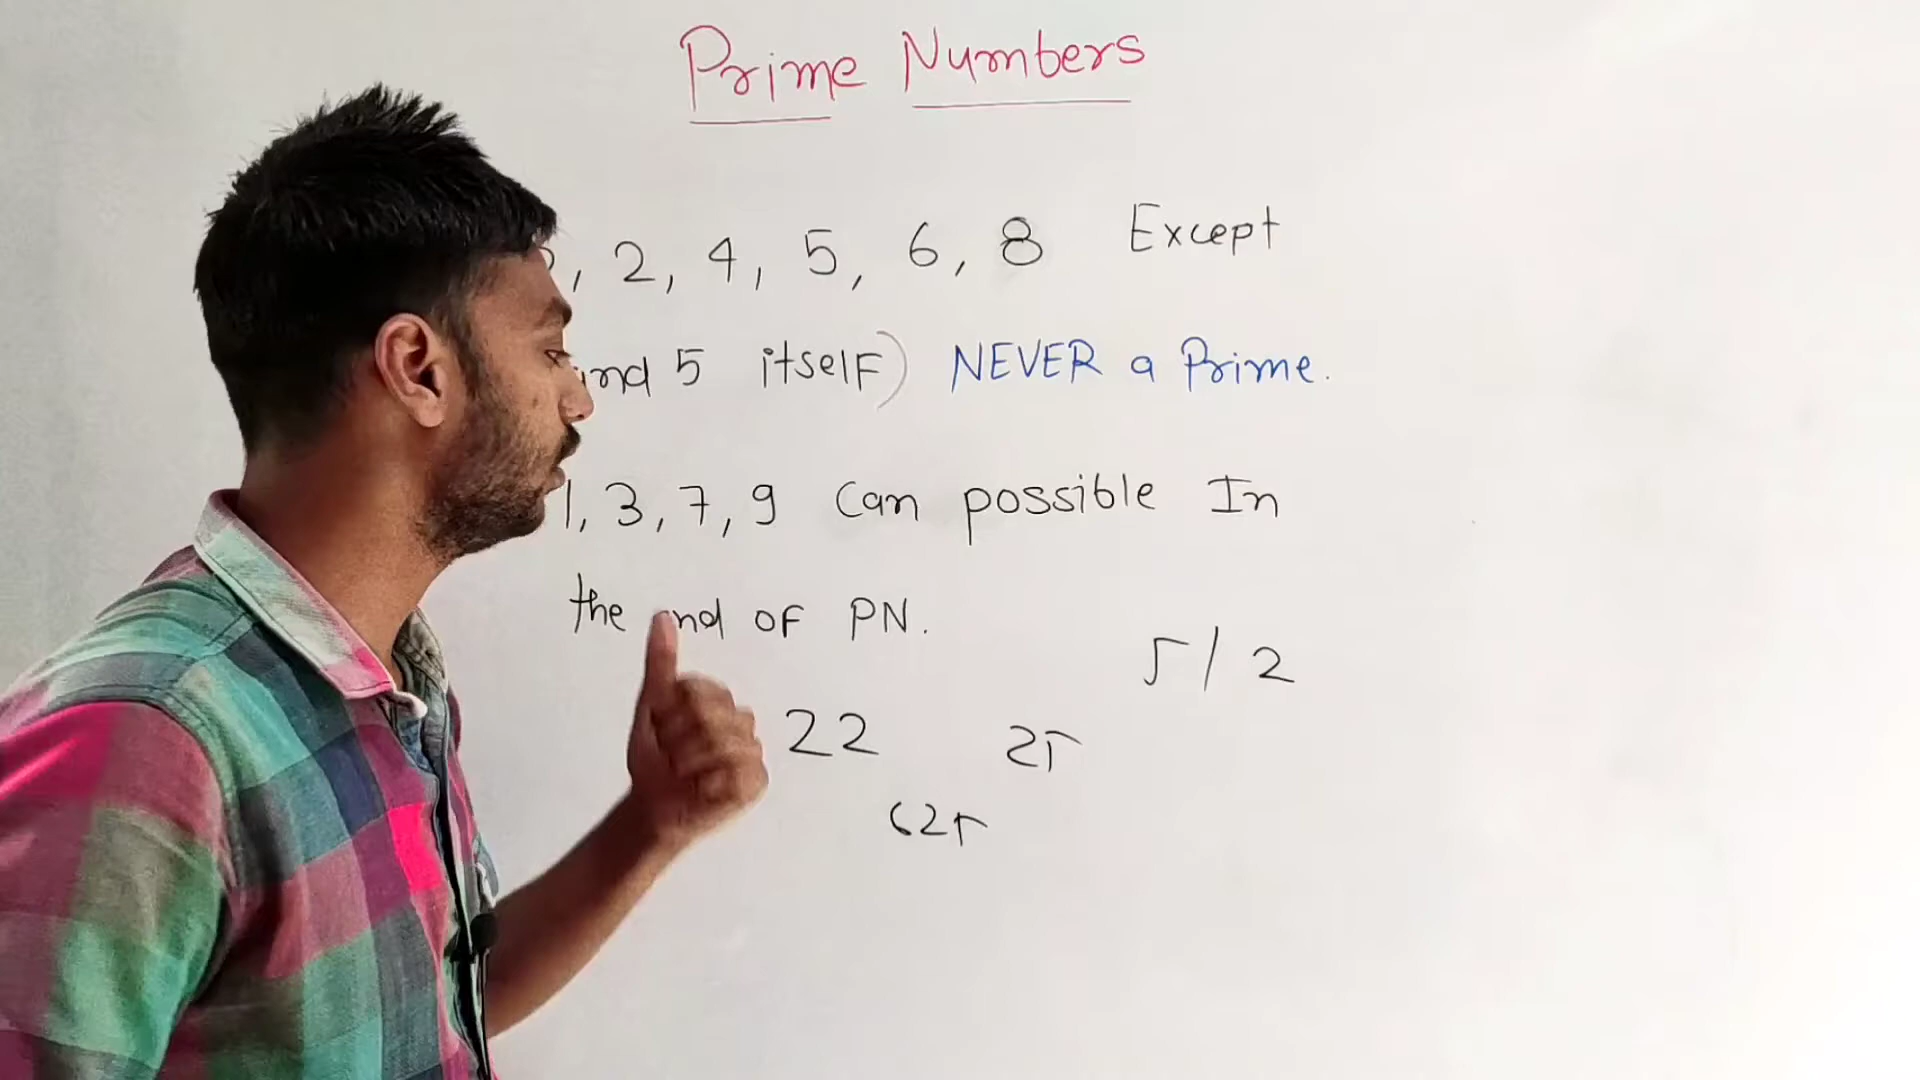 Prime Numbers
, 2, 4, 5, 6, 8 Except
and 5 itself) NEVER a Prime.
1, 3, 7, 9 Can possible In
the end of PN.
5/2
22 25
625